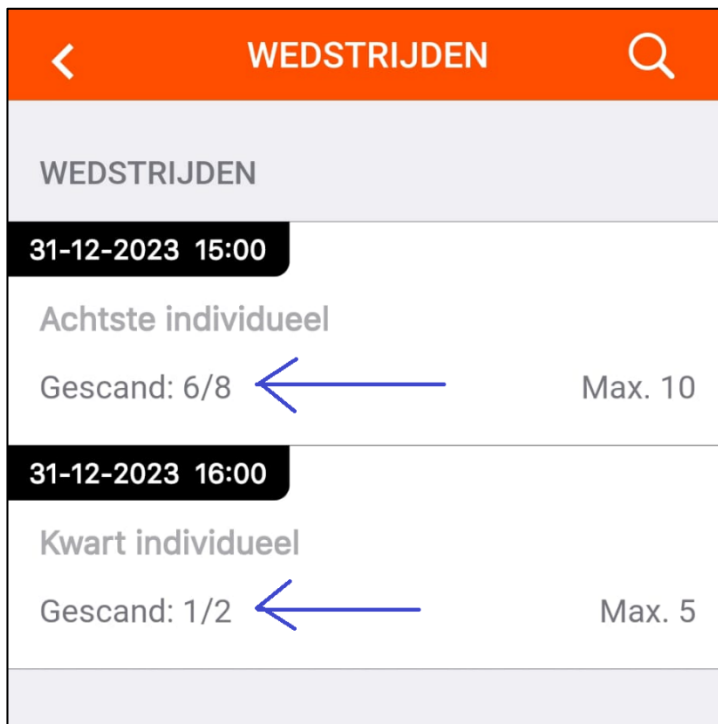 WEDSTRIJDEN
WEDSTRIJDEN
31-12-2023 15:00
Achtste individueel
Gescand: 6/8 Max. 10
31-12-2023 16:00
Kwart individueel
Gescand: 1/2 Max. 5